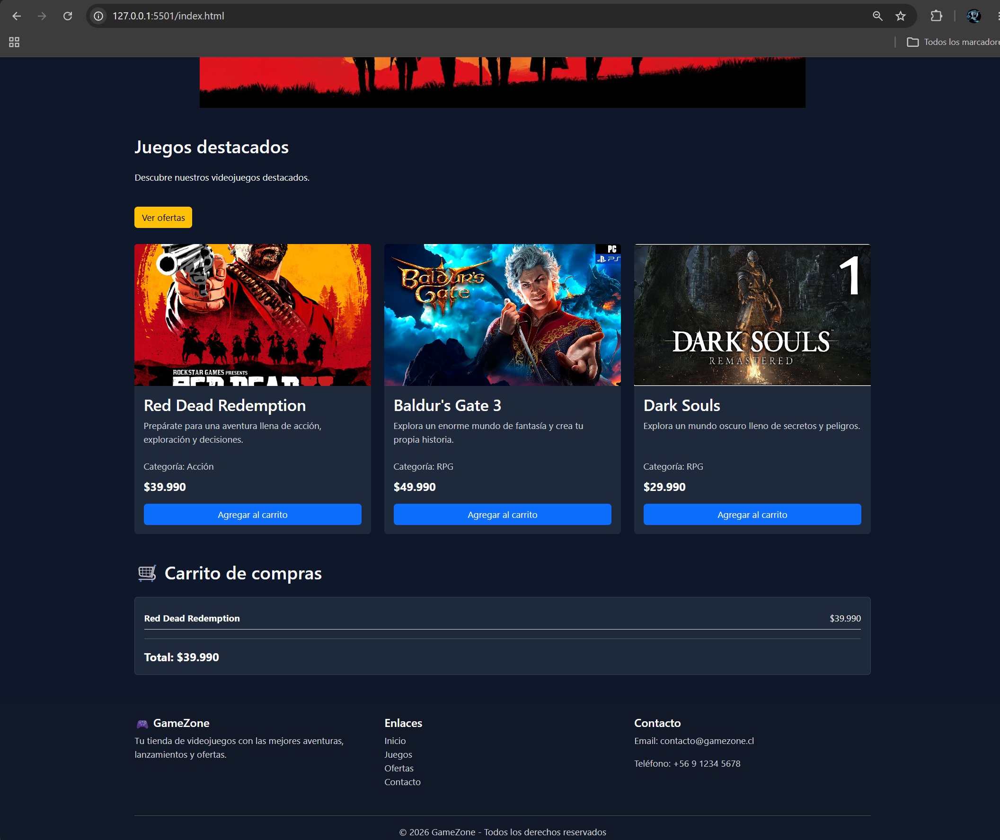 127.0.0.1:5501/index.html
Todos los marcadore
Juegos destacados
Descubre nuestros videojuegos destacados.
Ver ofertas
ROCKSTAR GAMES PRESENTS
RED DEAD II
Baldur's
Gate
III
PC
PS
1
DARK SOULS
REMASTERED
Red Dead Redemption
Prepárate para una aventura llena de acción,
exploración y decisiones.
Categoría: Acción
$39.990
Agregar al carrito
Baldur's Gate 3
Explora un enorme mundo de fantasía y crea tu
propia historia.
Categoría: RPG
$49.990
Agregar al carrito
Dark Souls
Explora un mundo oscuro lleno de secretos y peligros.
Categoría: RPG
$29.990
Agregar al carrito
Carrito de compras
Red Dead Redemption $39.990
Total: $39.990
GameZone
Tu tienda de videojuegos con las mejores aventuras,
lanzamientos y ofertas.
Enlaces
Inicio
Juegos
Ofertas
Contacto
Contacto
Email: contacto@gamezone.cl
Teléfono: +56 9 1234 5678
© 2026 GameZone - Todos los derechos reservados